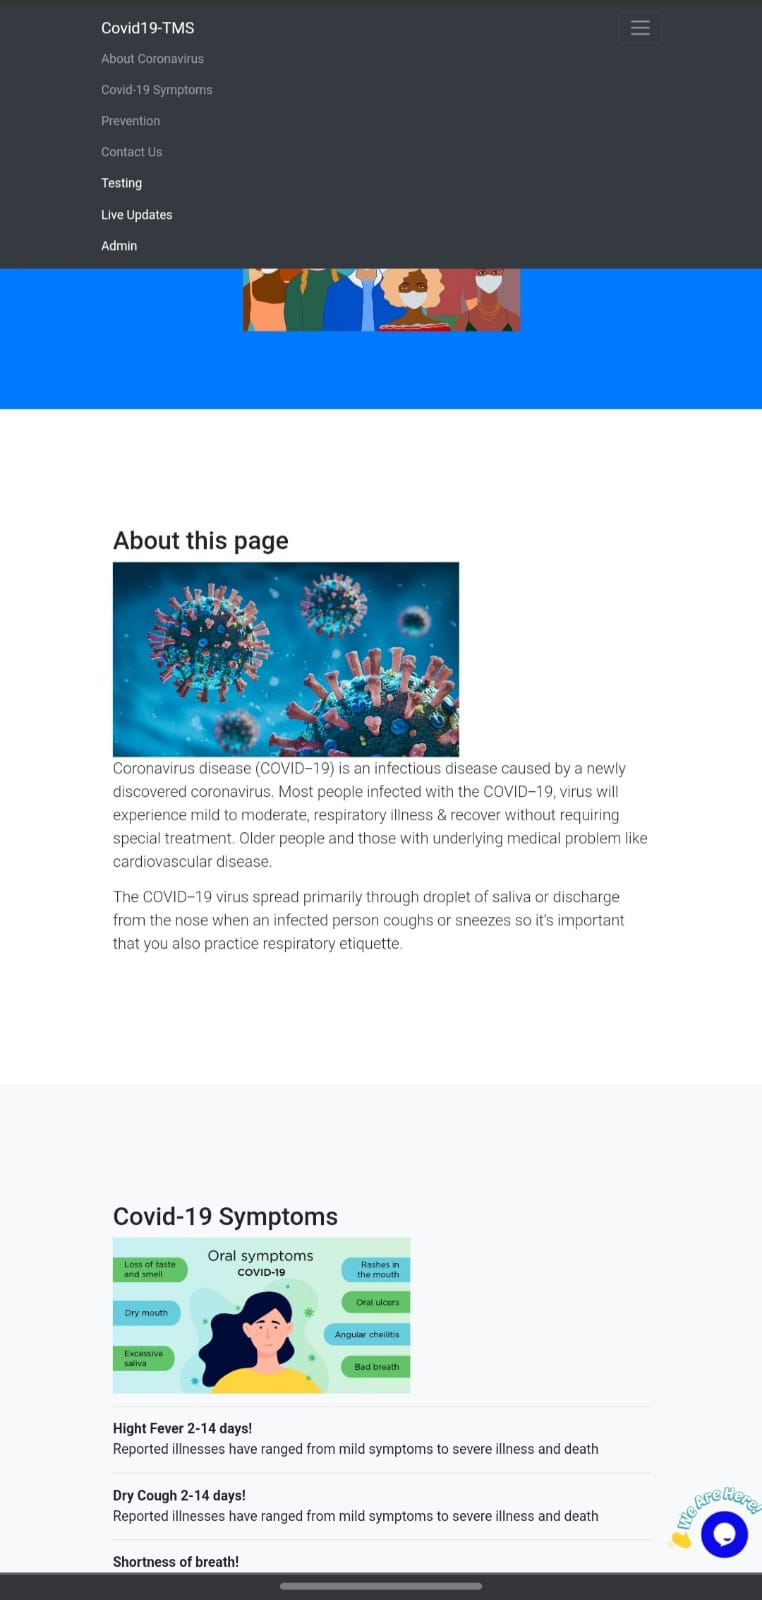 Covid19-TMS
About Coronavirus
Covid-19 Symptoms
Prevention
Contact Us
Testing
Live Updates
Admin
About this page
Coronavirus disease (COVID-19) is an infectious disease caused by a newly
discovered coronavirus. Most people infected with the COVID-19, virus will
experience mild to moderate, respiratory illness & recover without requiring
special treatment. Older people and those with underlying medical problem like
cardiovascular disease.
The COVID-19 virus spread primarily through droplet of saliva or discharge
from the nose when an infected person coughs or sneezes so it's important
that you also practice respiratory etiquette.
Covid-19 Symptoms
Oral symptoms
COVID-19
Loss of taste
and smell
Dry mouth
Excessive
saliva
Rashes in
the mouth
Oral ulcers
Angular cheilitis
Bad breath
Hight Fever 2-14 days!
Reported illnesses have ranged from mild symptoms to severe illness and death
Dry Cough 2-14 days!
Reported illnesses have ranged from mild symptoms to severe illness and death
We Are Here!
Shortness of breath!